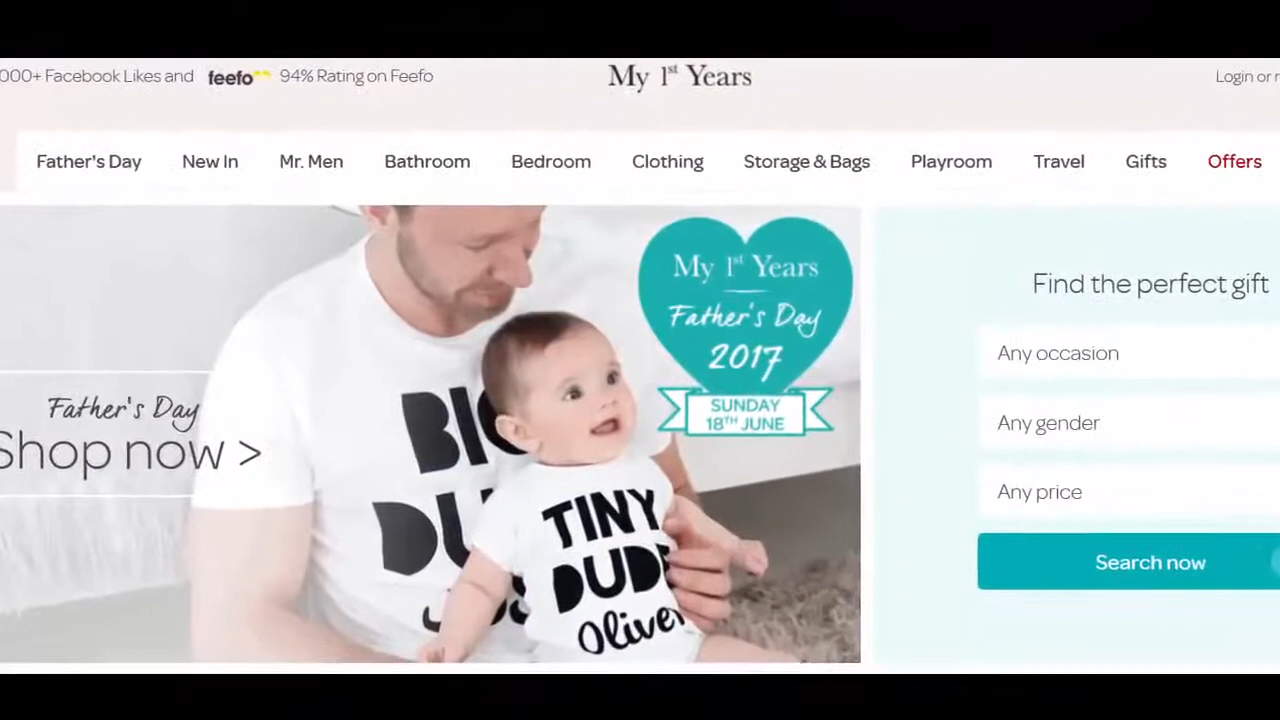 000+ Facebook Likes and feefo 94% Rating on Feefo
My 1st Years
Login or
Father's Day New In Mr. Men Bathroom Bedroom Clothing Storage & Bags Playroom Travel Gifts Offers
My 1st Years
Father's Day
2017
SUNDAY
18TH JUNE
Father's Day
Shop now >
BIG
TINY
DUDE
Oliver
Find the perfect gift
Any occasion
Any gender
Any price
Search now